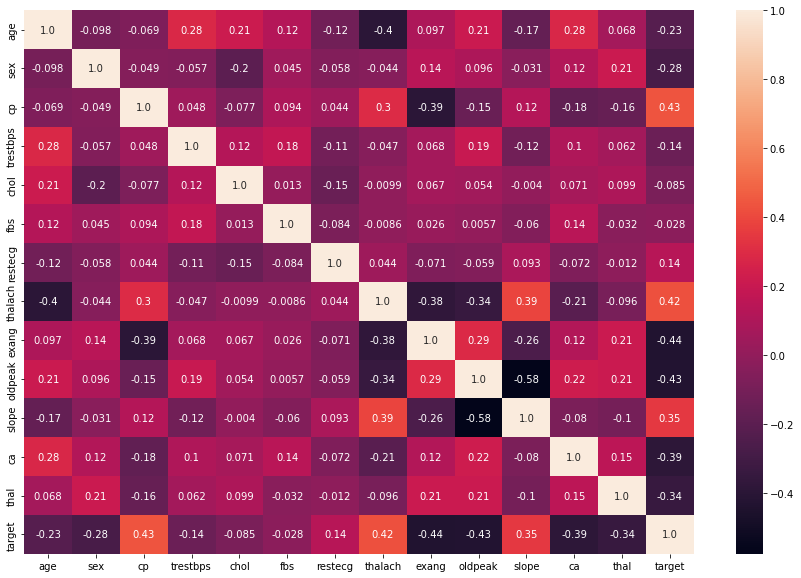 age 1.0 -0.098 -0.069 0.28 0.21 0.12 -0.12 -0.4 0.097 0.21 -0.17 0.28 0.068 -0.23
sex -0.098 1.0 -0.049 -0.057 -0.2 0.045 -0.058 -0.044 0.14 0.096 -0.031 0.12 0.21 -0.28
cp -0.069 -0.049 1.0 0.048 -0.077 0.094 0.044 0.3 -0.39 -0.15 0.12 -0.18 -0.16 0.43
trestbps 0.28 -0.057 0.048 1.0 0.12 0.18 -0.11 -0.047 0.068 0.19 -0.12 0.1 0.062 -0.14
chol 0.21 -0.2 -0.077 0.12 1.0 0.013 -0.15 -0.0099 0.067 0.054 -0.004 0.071 0.099 -0.085
fbs 0.12 0.045 0.094 0.18 0.013 1.0 -0.084 -0.0086 0.026 0.0057 -0.06 0.14 -0.032 -0.028
restecg -0.12 -0.058 0.044 -0.11 -0.15 -0.084 1.0 0.044 -0.071 -0.059 0.093 -0.072 -0.012 0.14
thalach -0.4 -0.044 0.3 -0.047 -0.0099 -0.0086 0.044 1.0 -0.38 -0.34 0.39 -0.21 -0.096 0.42
exang 0.097 0.14 -0.39 0.068 0.067 0.026 -0.071 -0.38 1.0 0.29 -0.26 0.12 0.21 -0.44
oldpeak 0.21 0.096 -0.15 0.19 0.054 0.0057 -0.059 -0.34 0.29 1.0 -0.58 0.22 0.21 -0.43
slope -0.17 -0.031 0.12 -0.12 -0.004 -0.06 0.093 0.39 -0.26 -0.58 1.0 -0.08 -0.1 0.35
ca 0.28 0.12 -0.18 0.1 0.071 0.14 -0.072 -0.21 0.12 0.22 -0.08 1.0 0.15 -0.39
thal 0.068 0.21 -0.16 0.062 0.099 -0.032 -0.012 -0.096 0.21 0.21 -0.1 0.15 1.0 -0.34
target -0.23 -0.28 0.43 -0.14 -0.085 -0.028 0.14 0.42 -0.44 -0.43 0.35 -0.39 -0.34 1.0
age sex cp trestbps chol fbs restecg thalach exang oldpeak slope ca thal target
1.0
0.8
0.6
0.4
0.2
0.0
−0.2
−0.4